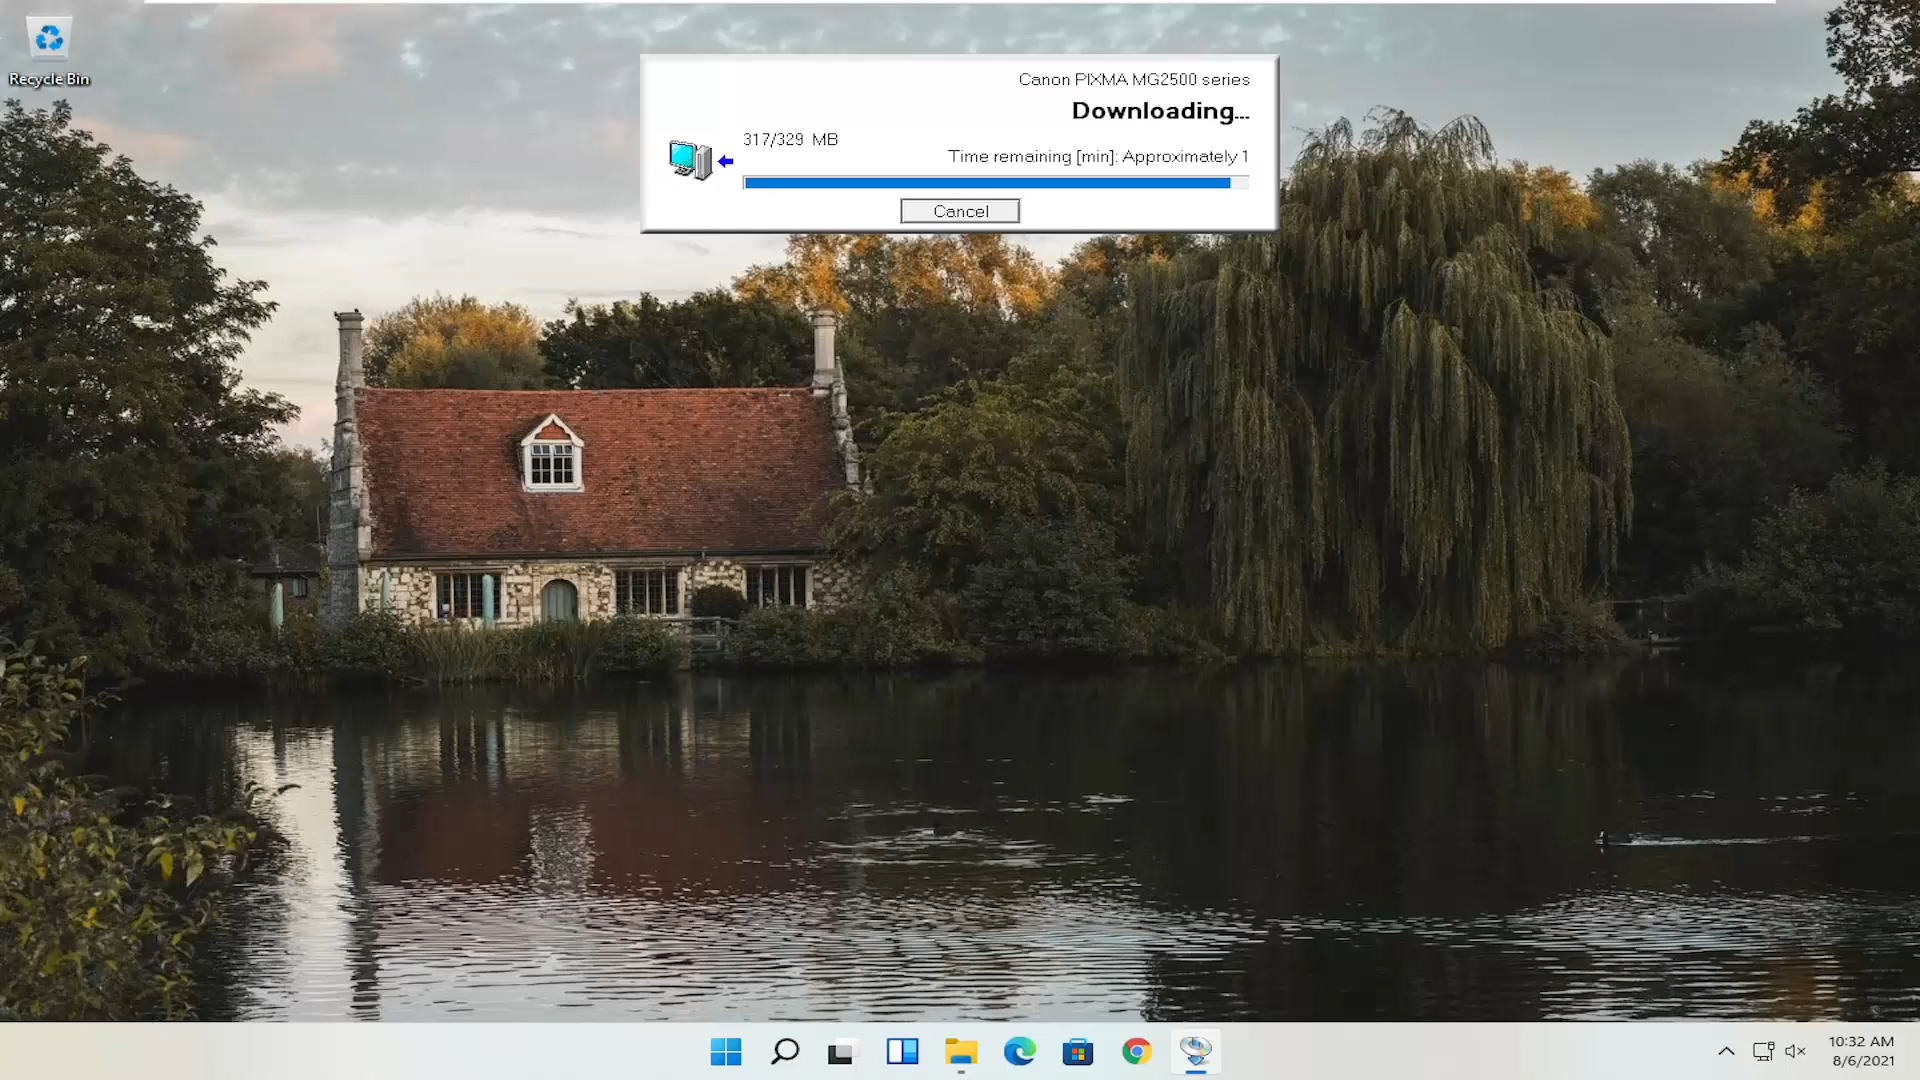 Recycle Bin
Canon PIXMA MG2500 series
Downloading...
317/329 MB
Time remaining [min]: Approximately 1
Cancel
10:32 AM
8/6/2021